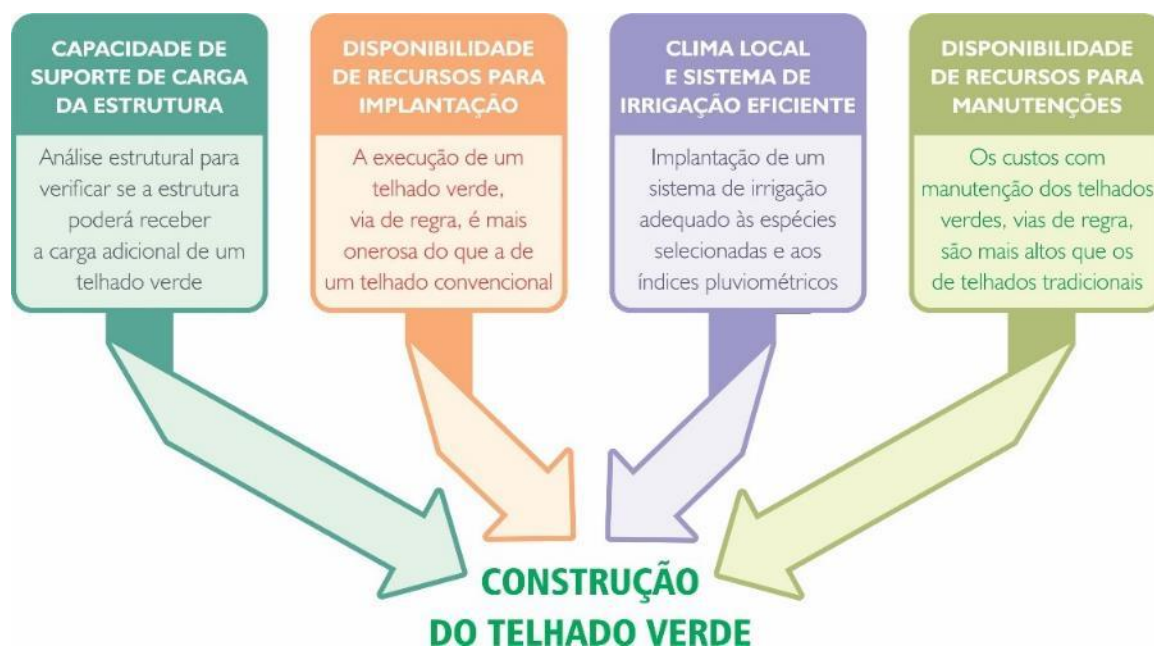 CAPACIDADE DE
SUPORTE DE CARGA
DA ESTRUTURA
Análise estrutural para
verificar se a estrutura
poderá receber
a carga adicional de um
telhado verde
DISPONIBILIDADE
DE RECURSOS PARA
IMPLANTAÇÃO
A execução de um
telhado verde,
via de regra, é mais
onerosa do que a de
um telhado convencional
CLIMA LOCAL
E SISTEMA DE
IRRIGAÇÃO EFICIENTE
Implantação de um
sistema de irrigação
adequado às espécies
selecionadas e aos
índices pluviométricos
DISPONIBILIDADE
DE RECURSOS PARA
MANUTENÇÕES
Os custos com
manutenção dos telhados
verdes, vias de regra,
são mais altos que os
de telhados tradicionais
CONSTRUÇÃO
DO TELHADO VERDE